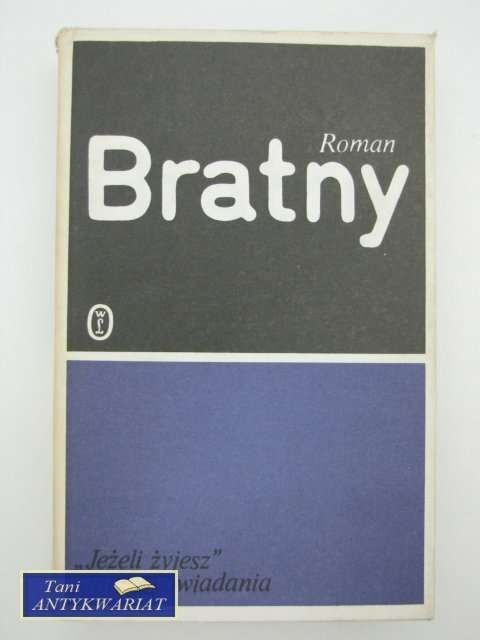 Roman
Bratny
W
L
„Jeżeli żyjesz”
Tani
ANTYKWARIAT